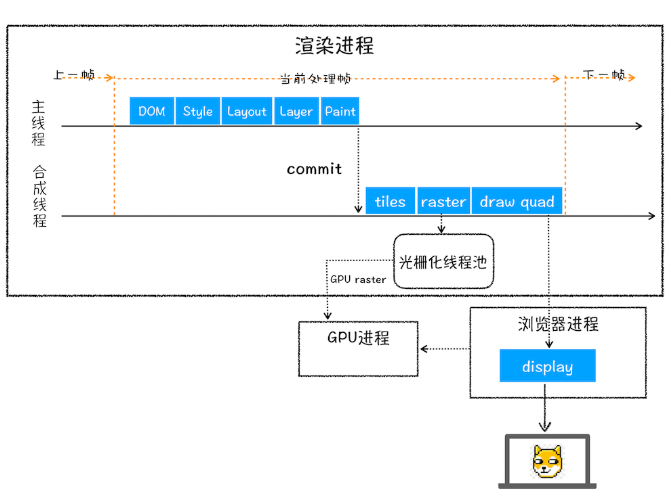 渲染进程
上一帧
当前处理帧
下一帧
主线程
DOM
Style
Layout
Layer
Paint
commit
合成线程
tiles
raster
draw quad
光栅化线程池
GPU raster
GPU进程
浏览器进程
display